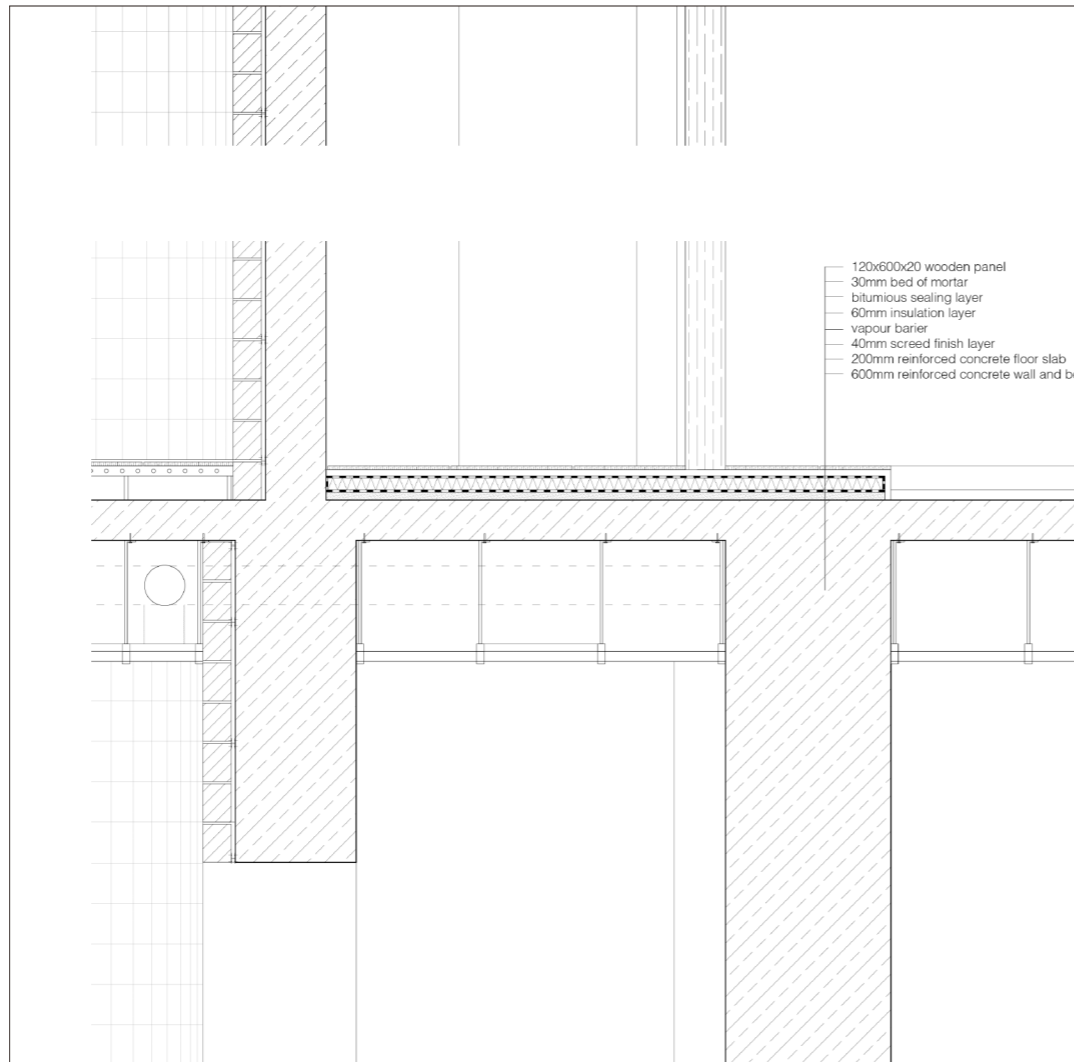 120x600x20 wooden panel
30mm bed of mortar
bitumious sealing layer
60mm insulation layer
vapour barier
40mm screed finish layer
200mm reinforced concrete floor slab
600mm reinforced concrete wall and